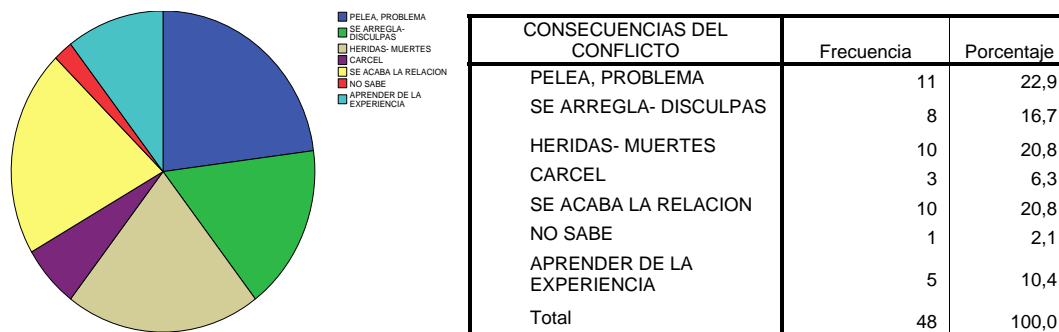 PELEA, PROBLEMA
SE ARREGLA-
DISCULPAS
HERIDAS- MUERTES
CARCEL
SE ACABA LA RELACION
NO SABE
APRENDER DE LA
EXPERIENCIA
CONSECUENCIAS DEL
CONFLICTO Frecuencia Porcentaje
PELEA, PROBLEMA 11 22,9
SE ARREGLA- DISCULPAS 8 16,7
HERIDAS- MUERTES 10 20,8
CARCEL 3 6,3
SE ACABA LA RELACION 10 20,8
NO SABE 1 2,1
APRENDER DE LA
EXPERIENCIA 5 10,4
Total 48 100,0